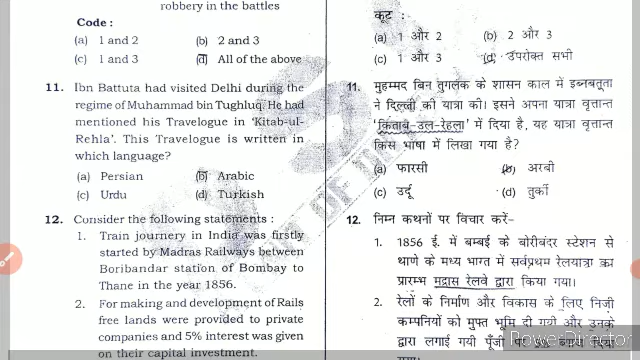 robbery in the battles
Code :
(a) 1 and 2 (b) 2 and 3
(c) 1 and 3 (d) All of the above
11. Ibn Battuta had visited Delhi during the
regime of Muhammad bin Tughluq. He had
mentioned his Travelogue in 'Kitab-ul-
Rehla'. This Travelogue is written in
which language?
(a) Persian (b) Arabic
(c) Urdu (d) Turkish
12. Consider the following statements :
1. Train journery in India was firstly
started by Madras Railways between
Boribandar station of Bombay to
Thane in the year 1856.
2. For making and development of Rails
free lands were provided to private
companies and 5% interest was given
on their capital investment.
कूट :
(a) 1 और 2 (b) 2 और 3
(c) 1 और 3 (d) उपरोक्त सभी
11. मुहम्मद बिन तुगलक के शासन काल में इब्नबतूता
ने दिल्ली की यात्रा की। इसने अपना यात्रा वृत्तान्त
'किताब-उल-रेहला' में दिया है, यह यात्रा वृत्तान्त
किस भाषा में लिखा गया है?
(a) फारसी (b) अरबी
(c) उर्दू (d) तुर्की
12. निम्न कथनों पर विचार करें-
1. 1856 ई. में बम्बई के बोरीबंदर स्टेशन से
थाणे के मध्य भारत में सर्वप्रथम रेलयात्रा का
प्रारम्भ मद्रास रेलवे द्वारा किया गया।
2. रेलों के निर्माण और विकास के लिए निजी
कम्पनियों को मुफ्त भूमि दी गयी और उनके
द्वारा लगाई गयी पूँजी पर 5% ब्याज दिया
गया।
PowerDirector